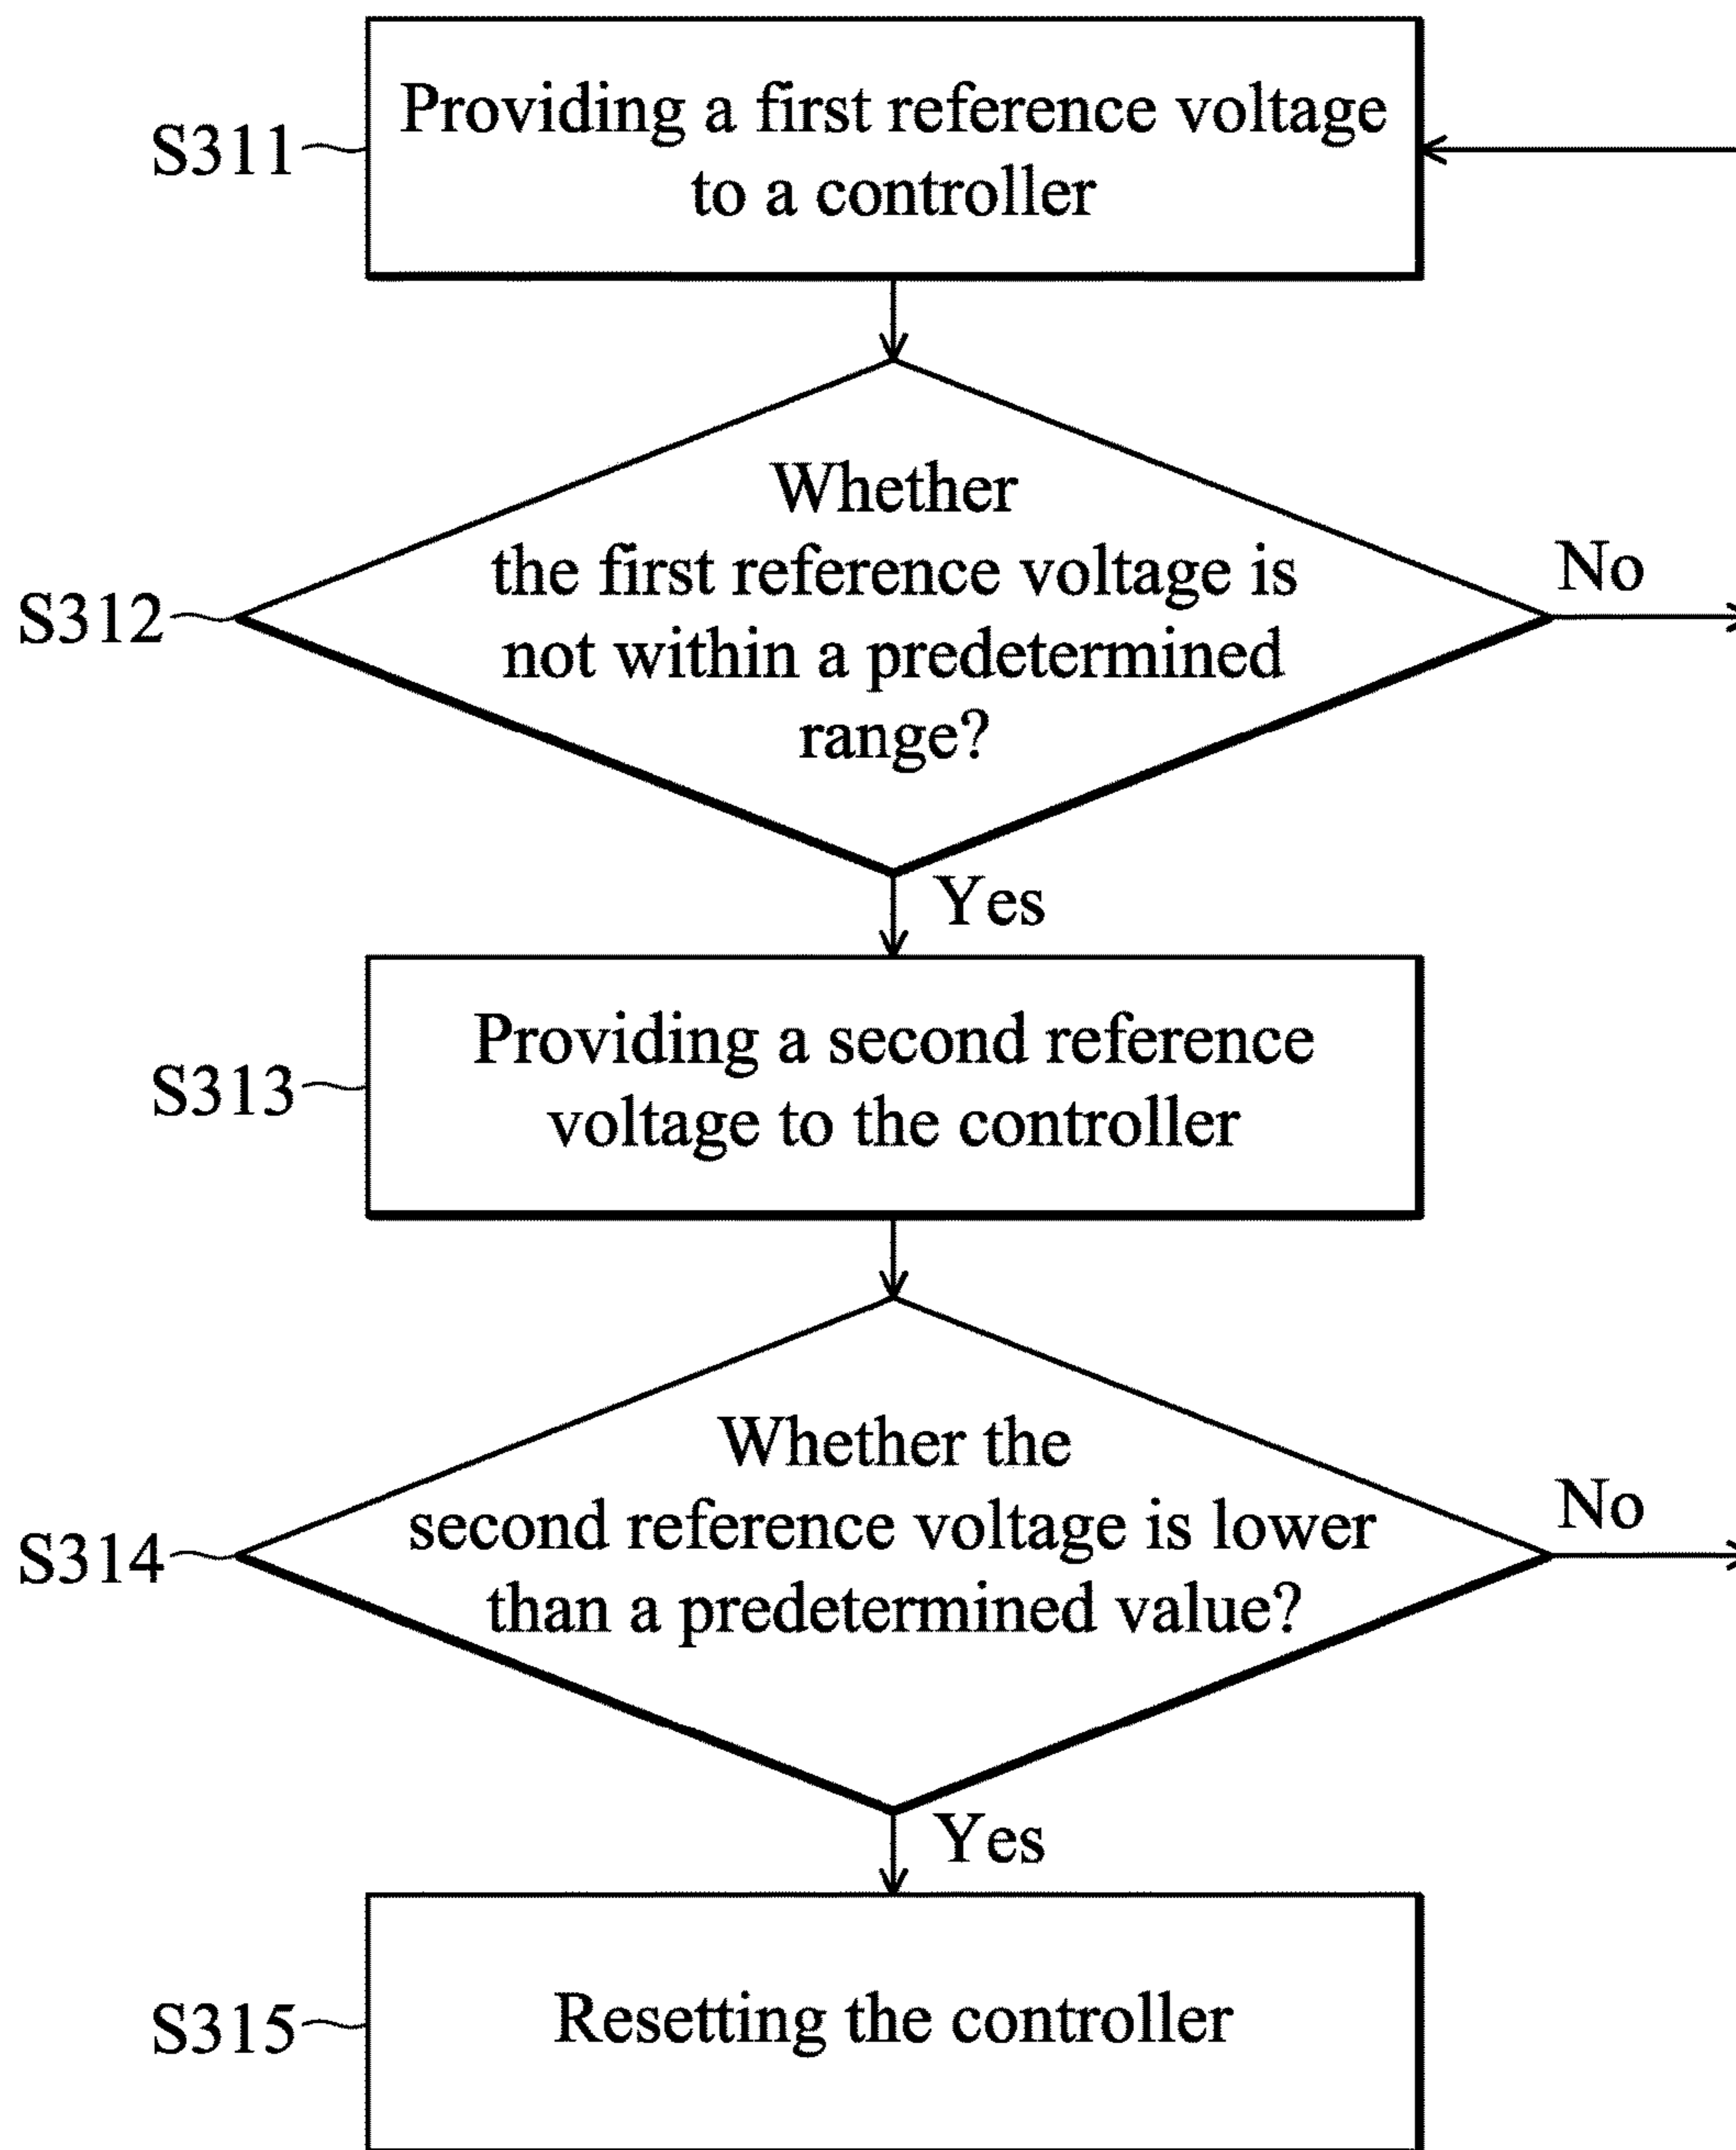 S311
Providing a first reference voltage
to a controller
S312
Whether
the first reference voltage is
not within a predetermined
range?
No
Yes
S313
Providing a second reference
voltage to the controller
S314
Whether the
second reference voltage is lower
than a predetermined value?
No
Yes
S315
Resetting the controller